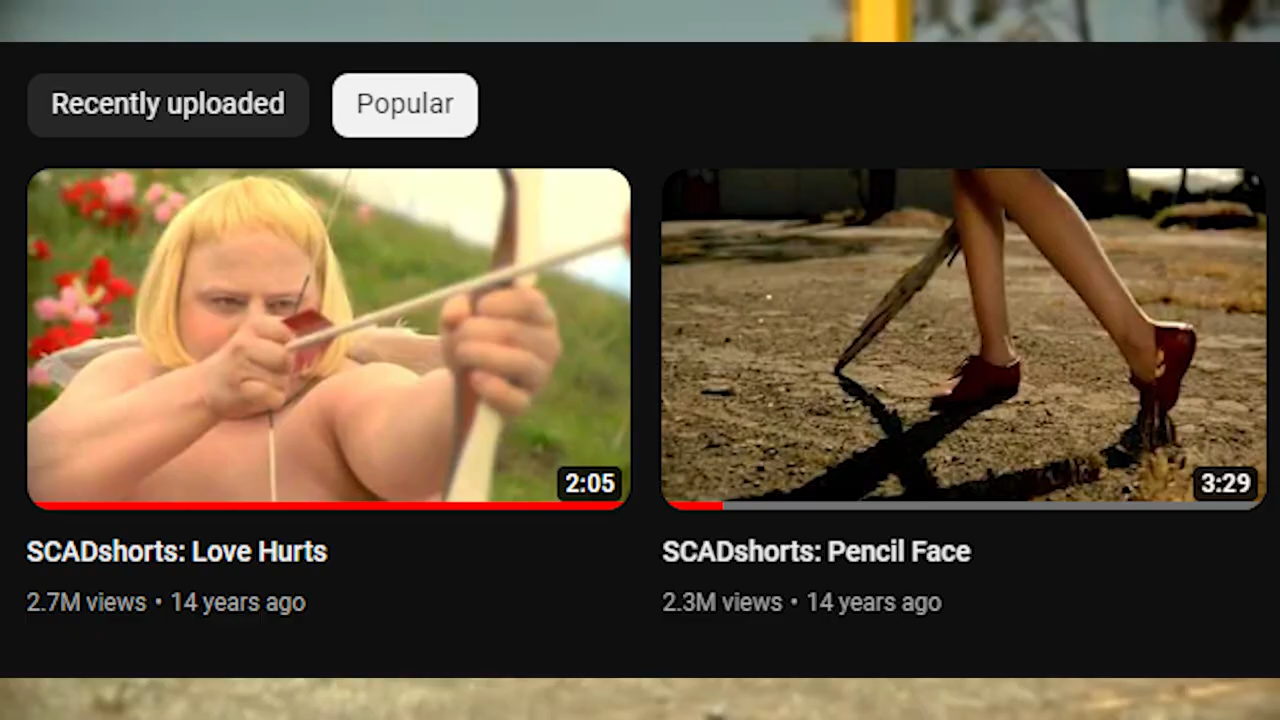 Recently uploaded
Popular
2:05
3:29
SCADshorts: Love Hurts
SCADshorts: Pencil Face
2.7M views • 14 years ago
2.3M views • 14 years ago